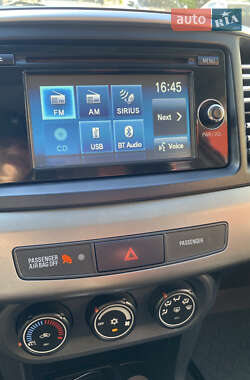 auto RIA
MENU
16:45
FM
AM
SIRIUS
Next
CD
USB
BT Audio
Voice
PWR/VOL
PASSENGER
AIR BAG OFF
PASSENGER